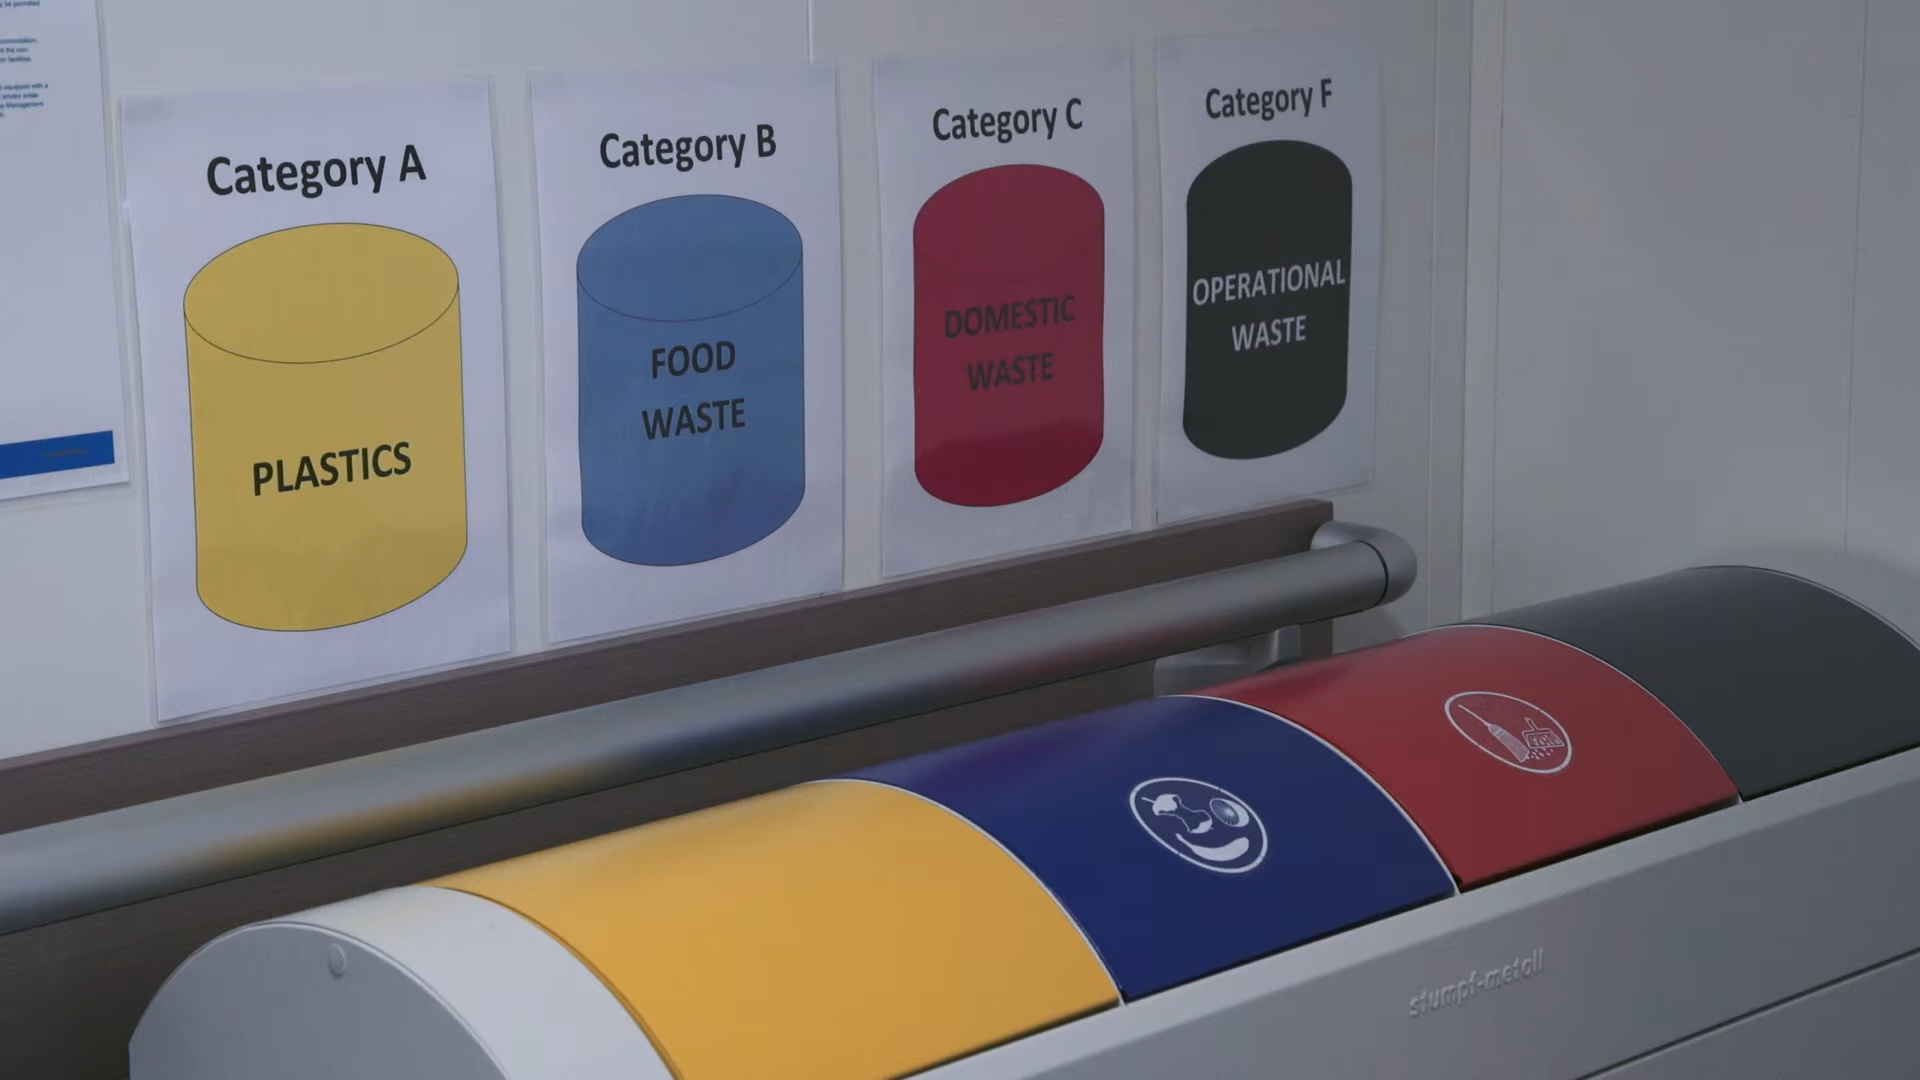 Category A
PLASTICS
Category B
FOOD
WASTE
Category C
DOMESTIC
WASTE
Category F
OPERATIONAL
WASTE
stumpf-metall